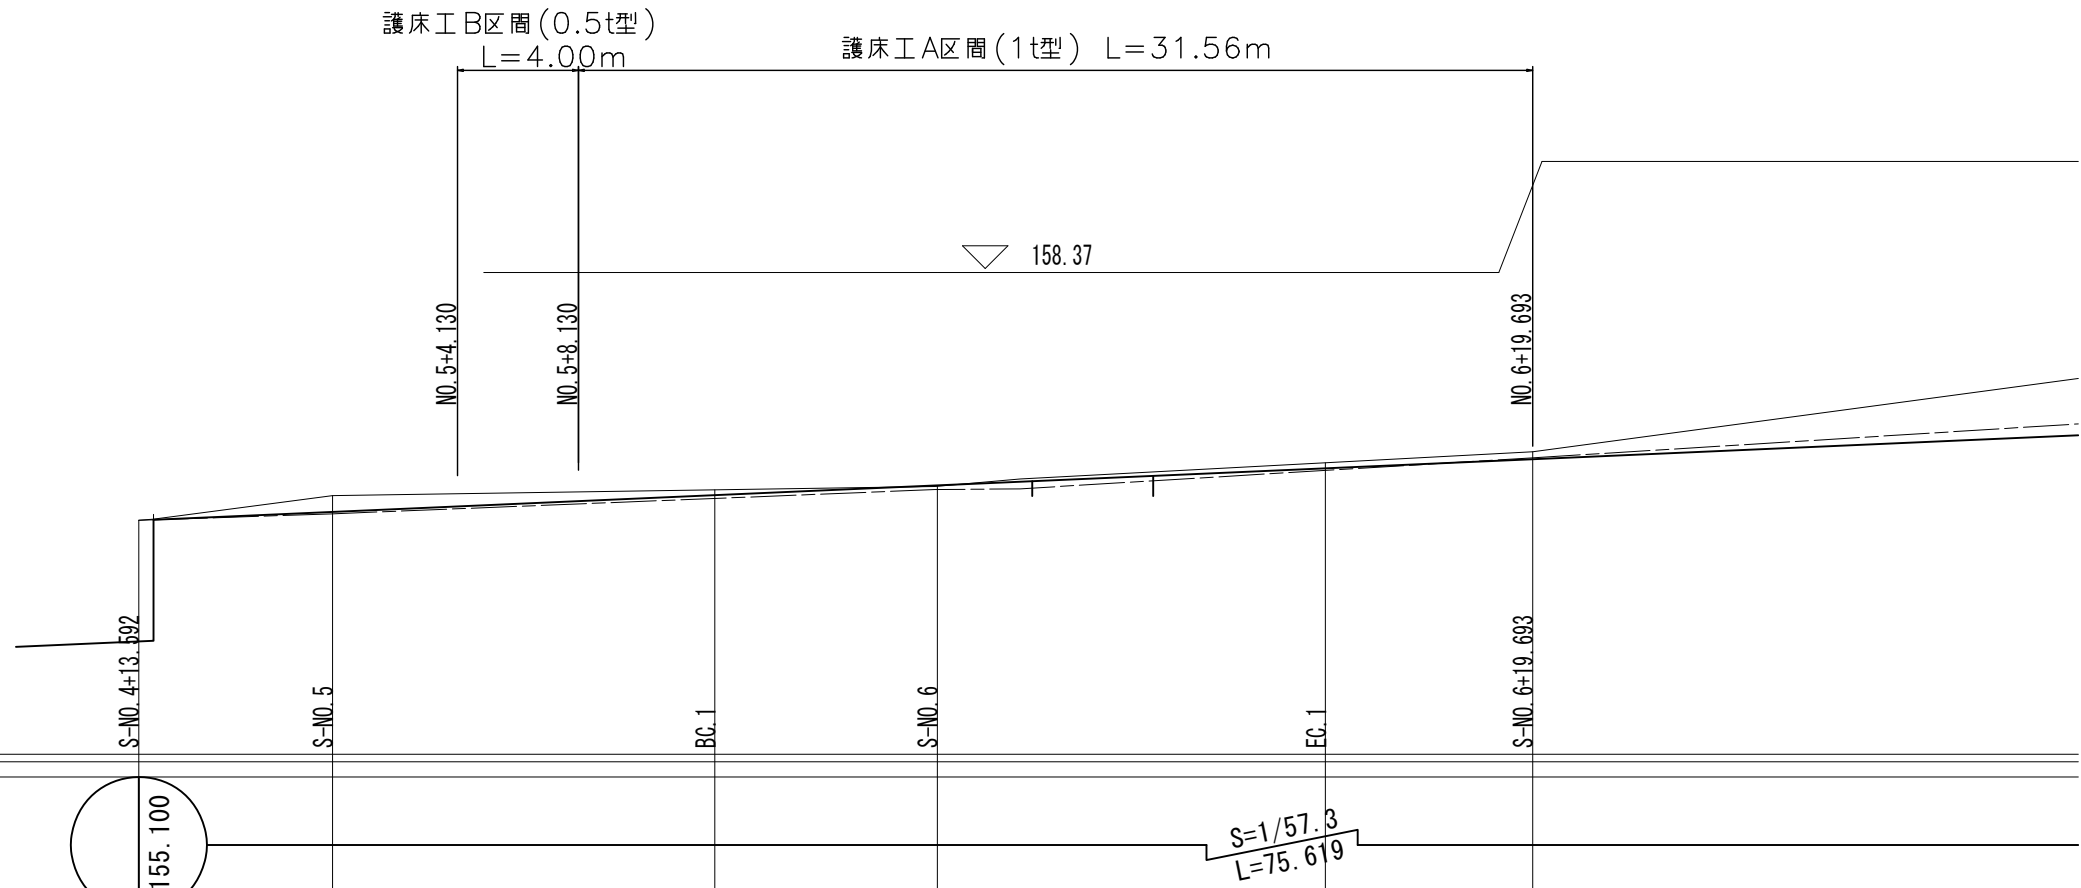 護床工B区間(0.5t型)
L=4.00m
護床工A区間(1t型) L=31.56m
158.37
NO.5+4.130
NO.5+8.130
NO.6+19.693
S-NO.4+13.592
S-NO.5
BC.1
S-NO.6
EC.1
S-NO.6+19.693
155.100
S=1/57.3
L=75.619